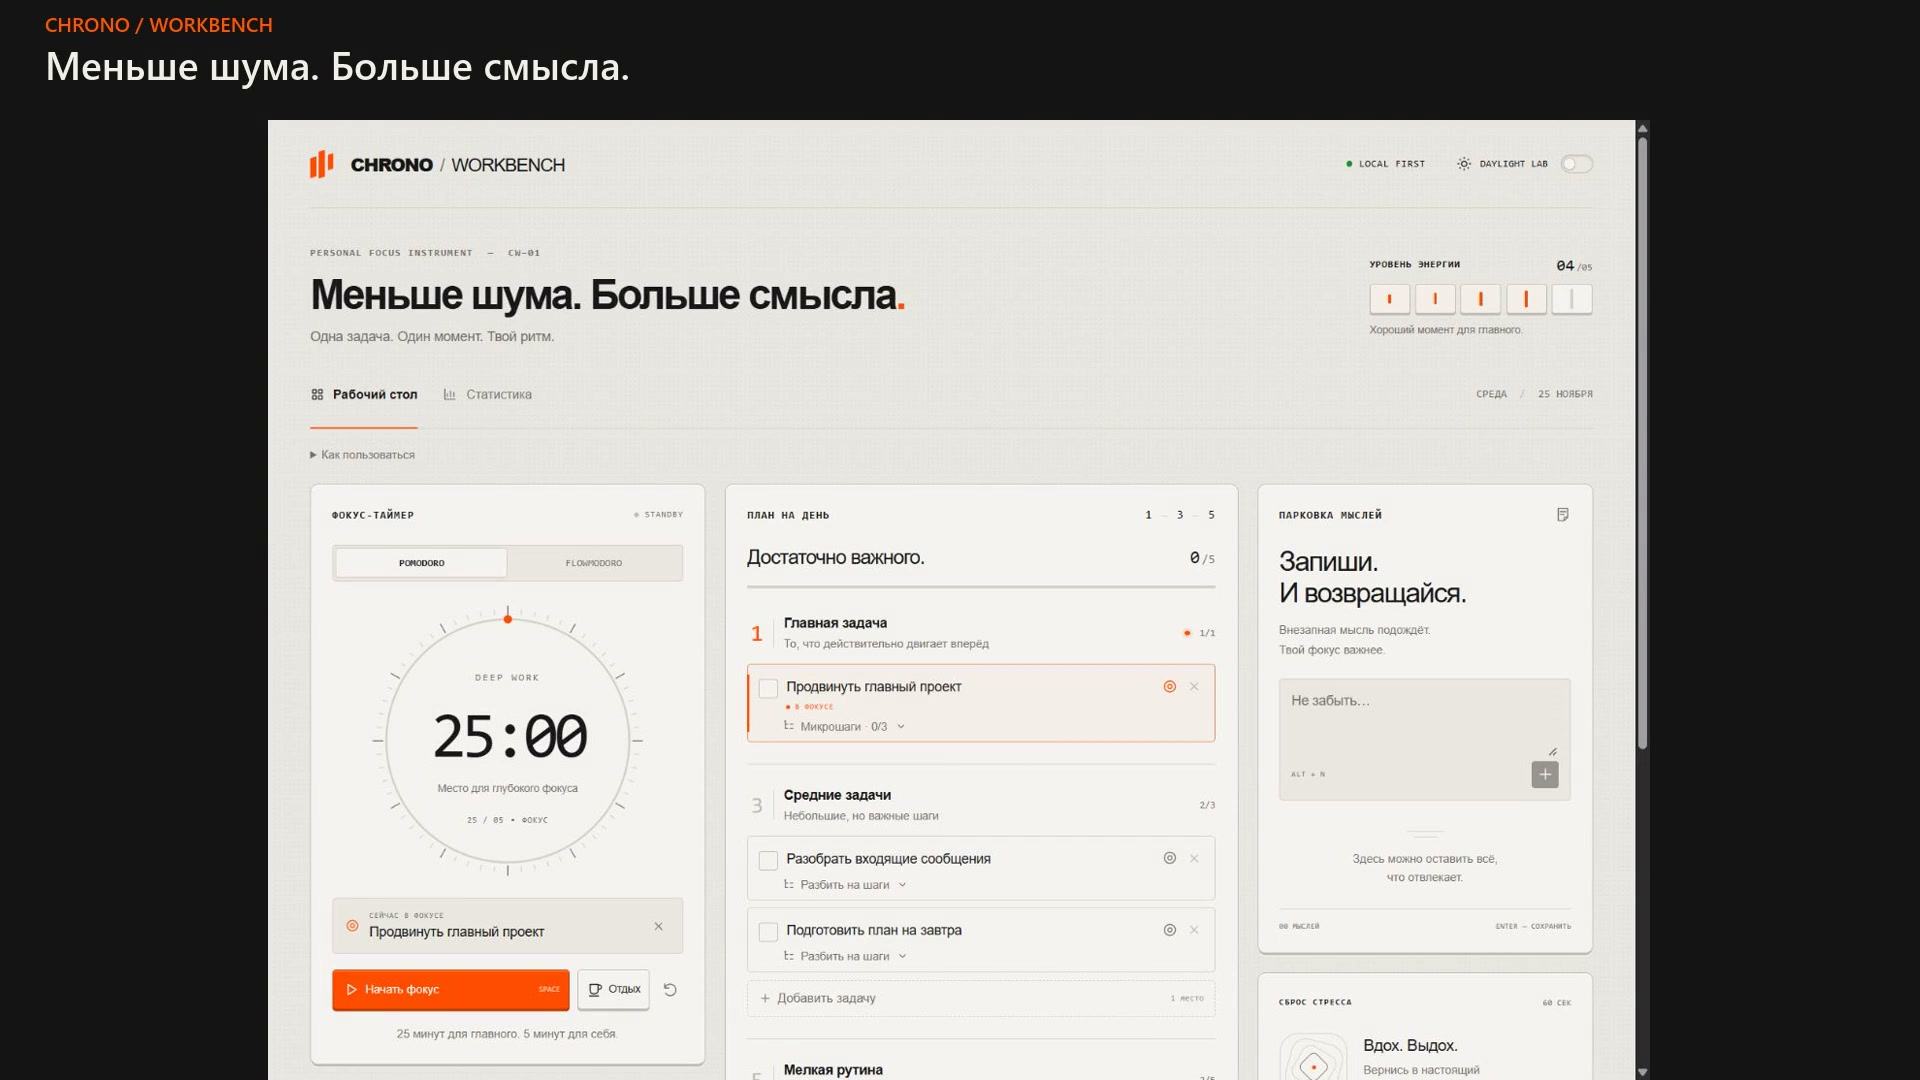 CHRONO / WORKBENCH
Меньше шума. Больше смысла.
CHRONO / WORKBENCH
LOCAL FIRST
DAYLIGHT LAB
PERSONAL FOCUS INSTRUMENT — CW-01
Меньше шума. Больше смысла.
Одна задача. Один момент. Твой ритм.
УРОВЕНЬ ЭНЕРГИИ
04/05
Хороший момент для главного.
Рабочий стол
Статистика
СРЕДА / 25 НОЯБРЯ
Как пользоваться
ФОКУС-ТАЙМЕР
STANDBY
POMODORO
FLOWMODORO
DEEP WORK
25:00
Место для глубокого фокуса
25 / 05 • ФОКУС
СЕЙЧАС В ФОКУСЕ
Продвинуть главный проект
Начать фокус
SPACE
Отдых
25 минут для главного. 5 минут для себя.
ПЛАН НА ДЕНЬ
1 – 3 – 5
Достаточно важного.
0/5
1
Главная задача
То, что действительно двигает вперёд
1/1
Продвинуть главный проект
В ФОКУСЕ
Микрошаги · 0/3
3
Средние задачи
Небольшие, но важные шаги
2/3
Разобрать входящие сообщения
Разбить на шаги
Подготовить план на завтра
Разбить на шаги
+ Добавить задачу
1 место
5
Мелкая рутина
2/5
ПАРКОВКА МЫСЛЕЙ
Запиши.
И возвращайся.
Внезапная мысль подождёт.
Твой фокус важнее.
Не забыть...
ALT + N
Здесь можно оставить всё,
что отвлекает.
00 МЫСЛЕЙ
ENTER — СОХРАНИТЬ
СБРОС СТРЕССА
60 СЕК
Вдох. Выдох.
Вернись в настоящий